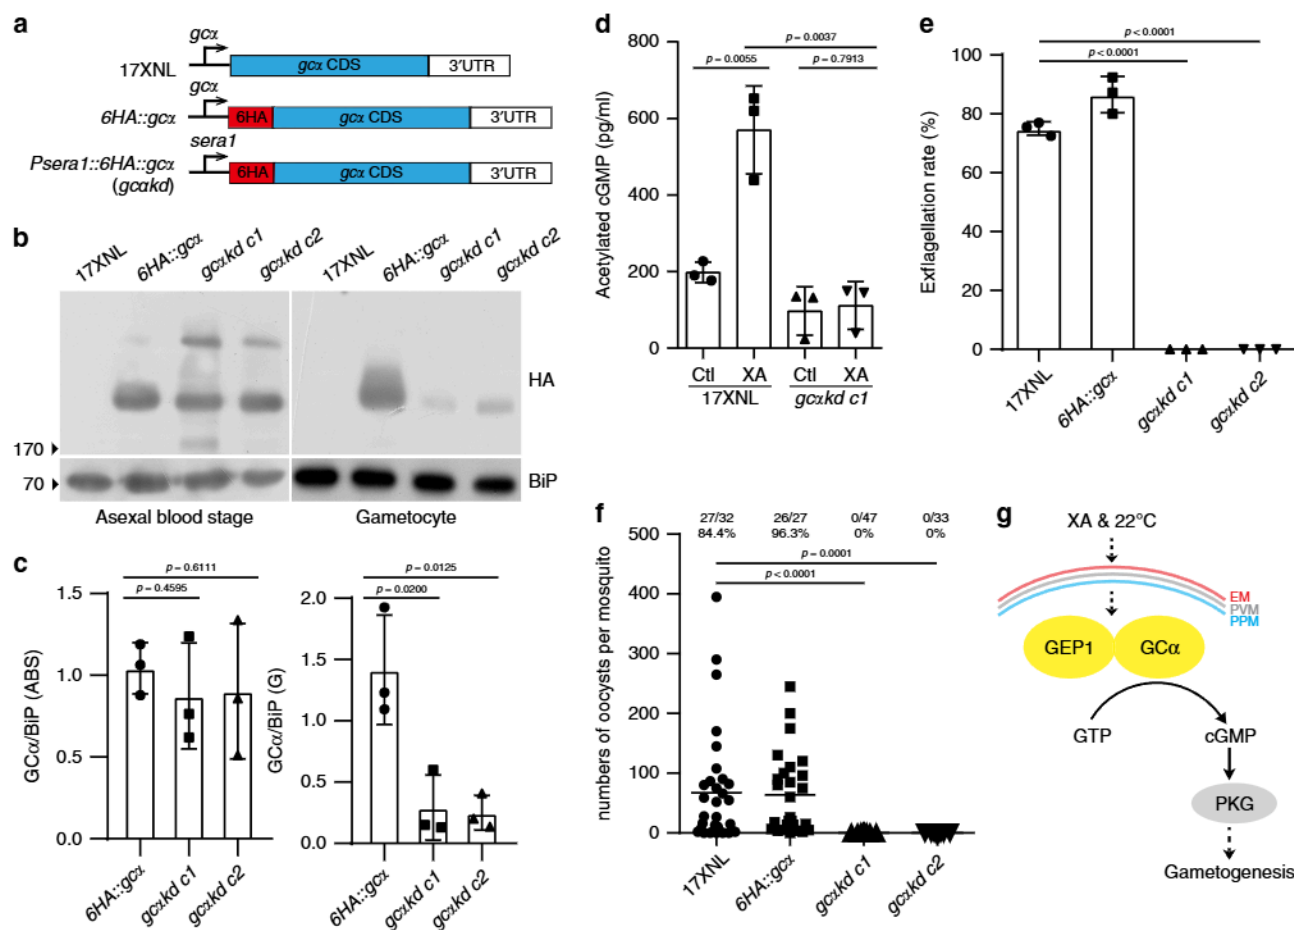 a
gcα
17XNL
gcα CDS
3'UTR
gcα
6HA::gcα
6HA
gcα CDS
3'UTR
sera1
Psera1::6HA::gcα
(gcαkd)
6HA
gcα CDS
3'UTR
b
17XNL
6HA::gcα
gcαkd c1
gcαkd c2
17XNL
6HA::gcα
gcαkd c1
gcαkd c2
HA
170
70
BiP
Asexal blood stage
Gametocyte
c
p = 0.6111
p = 0.4595
GCα/BiP (ABS)
1.5
1.0
0.5
0.0
6HA::gcα
gcαkd c1
gcαkd c2
p = 0.0125
p = 0.0200
GCα/BiP (G)
2.0
1.5
1.0
0.5
0.0
6HA::gcα
gcαkd c1
gcαkd c2
d
p = 0.0037
p = 0.0055
p = 0.7913
Acetylated cGMP (pg/ml)
800
600
400
200
0
Ctl
XA
Ctl
XA
17XNL
gcαkd c1
e
p < 0.0001
p < 0.0001
Exflagellation rate (%)
100
80
60
40
20
0
17XNL
6HA::gcα
gcαkd c1
gcαkd c2
f
27/32
26/27
0/47
0/33
84.4%
96.3%
0%
0%
p = 0.0001
p < 0.0001
numbers of oocysts per mosquito
500
400
300
200
100
0
17XNL
6HA::gcα
gcαkd c1
gcαkd c2
g
XA & 22°C
EM
PVM
PPM
GEP1
GCα
GTP
cGMP
PKG
Gametogenesis